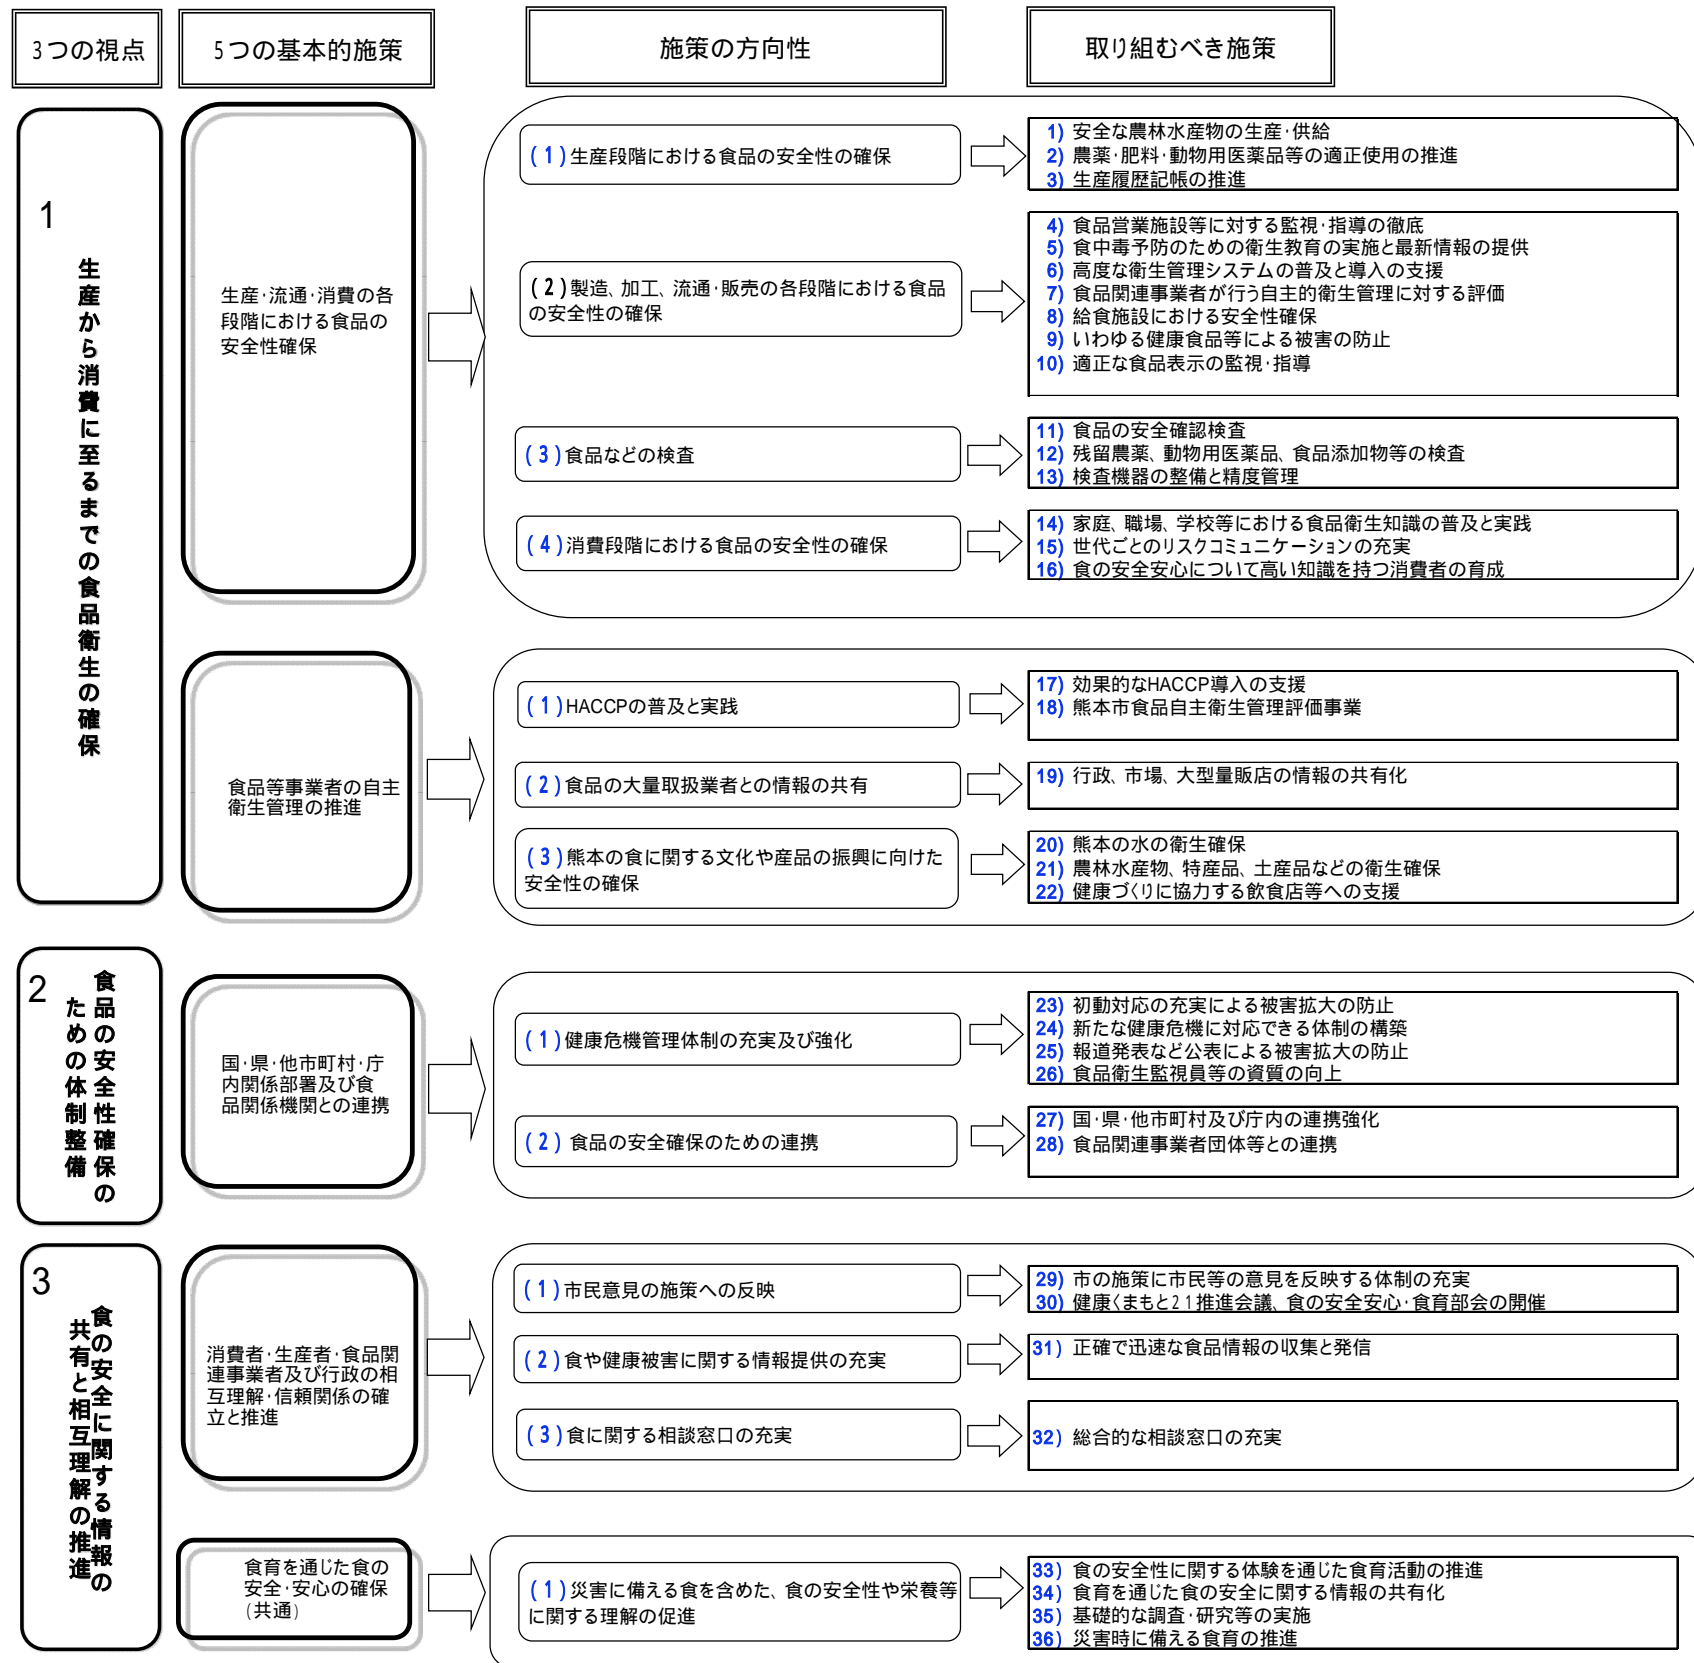 3つの視点
5つの基本的施策
施策の方向性
取り組むべき施策
1
生産から消費に至るまでの食品衛生の確保
生産・流通・消費の各
段階における食品の
安全性確保
(1)生産段階における食品の安全性の確保
1) 安全な農林水産物の生産・供給
2) 農薬・肥料・動物用医薬品等の適正使用の推進
3) 生産履歴記帳の推進
(2)製造、加工、流通・販売の各段階における食品
の安全性の確保
4) 食品営業施設等に対する監視・指導の徹底
5) 食中毒予防のための衛生教育の実施と最新情報の提供
6) 高度な衛生管理システムの普及と導入の支援
7) 食品関連事業者が行う自主的衛生管理に対する評価
8) 給食施設における安全性確保
9) いわゆる健康食品等による被害の防止
10) 適正な食品表示の監視・指導
(3)食品などの検査
11) 食品の安全確認検査
12) 残留農薬、動物用医薬品、食品添加物等の検査
13) 検査機器の整備と精度管理
(4)消費段階における食品の安全性の確保
14) 家庭、職場、学校等における食品衛生知識の普及と実践
15) 世代ごとのリスクコミュニケーションの充実
16) 食の安全安心について高い知識を持つ消費者の育成
食品等事業者の自主
衛生管理の推進
(1)HACCPの普及と実践
17) 効果的なHACCP導入の支援
18) 熊本市食品自主衛生管理評価事業
(2)食品の大量取扱業者との情報の共有
19) 行政、市場、大型量販店の情報の共有化
(3)熊本の食に関する文化や産品の振興に向けた
安全性の確保
20) 熊本の水の衛生確保
21) 農林水産物、特産品、土産品などの衛生確保
22) 健康づくりに協力する飲食店等への支援
2
食品の安全性確保の
ための体制整備
国・県・他市町村・庁
内関係部署及び食
品関係機関との連携
(1)健康危機管理体制の充実及び強化
23) 初動対応の充実による被害拡大の防止
24) 新たな健康危機に対応できる体制の構築
25) 報道発表など公表による被害拡大の防止
26) 食品衛生監視員等の資質の向上
(2) 食品の安全確保のための連携
27) 国・県・他市町村及び庁内の連携強化
28) 食品関連事業者団体等との連携
3
食の安全に関する情報の
共有と相互理解の推進
消費者・生産者・食品関
連事業者及び行政の相
互理解・信頼関係の確
立と推進
(1)市民意見の施策への反映
29) 市の施策に市民等の意見を反映する体制の充実
30) 健康くまもと21推進会議、食の安全安心・食育部会の開催
(2)食や健康被害に関する情報提供の充実
31) 正確で迅速な食品情報の収集と発信
(3)食に関する相談窓口の充実
32) 総合的な相談窓口の充実
食育を通じた食の
安全・安心の確保
(共通)
(1)災害に備える食を含めた、食の安全性や栄養等
に関する理解の促進
33) 食の安全性に関する体験を通じた食育活動の推進
34) 食育を通じた食の安全に関する情報の共有化
35) 基礎的な調査・研究等の実施
36) 災害時に備える食育の推進